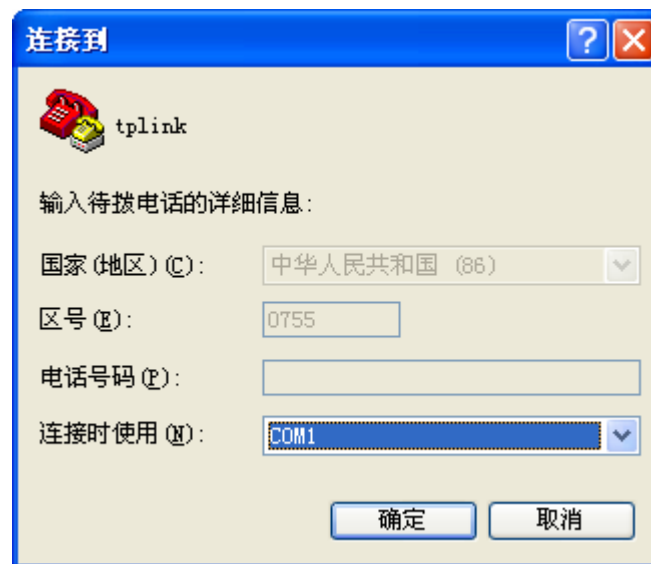 连接到
tplink
输入待拨电话的详细信息:
国家(地区)(C): 中华人民共和国 (86)
区号(E): 0755
电话号码(P):
连接时使用(N): COM1
确定 取消